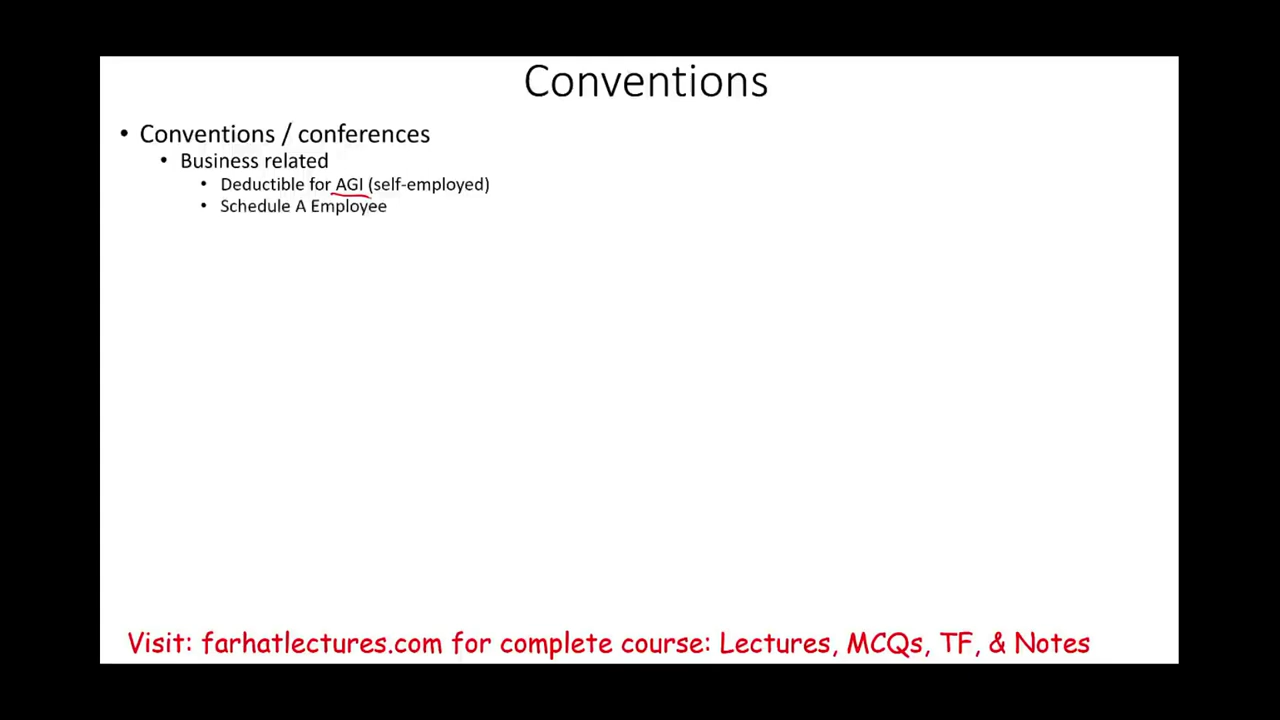 Conventions
• Conventions / conferences
• Business related
• Deductible for AGI (self-employed)
• Schedule A Employee
Visit: farhatlectures.com for complete course: Lectures, MCQs, TF, & Notes